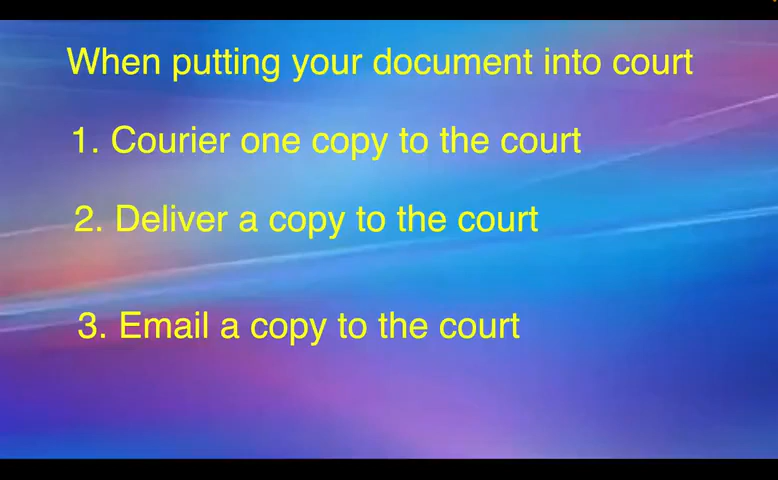 When putting your document into court
1. Courier one copy to the court
2. Deliver a copy to the court
3. Email a copy to the court